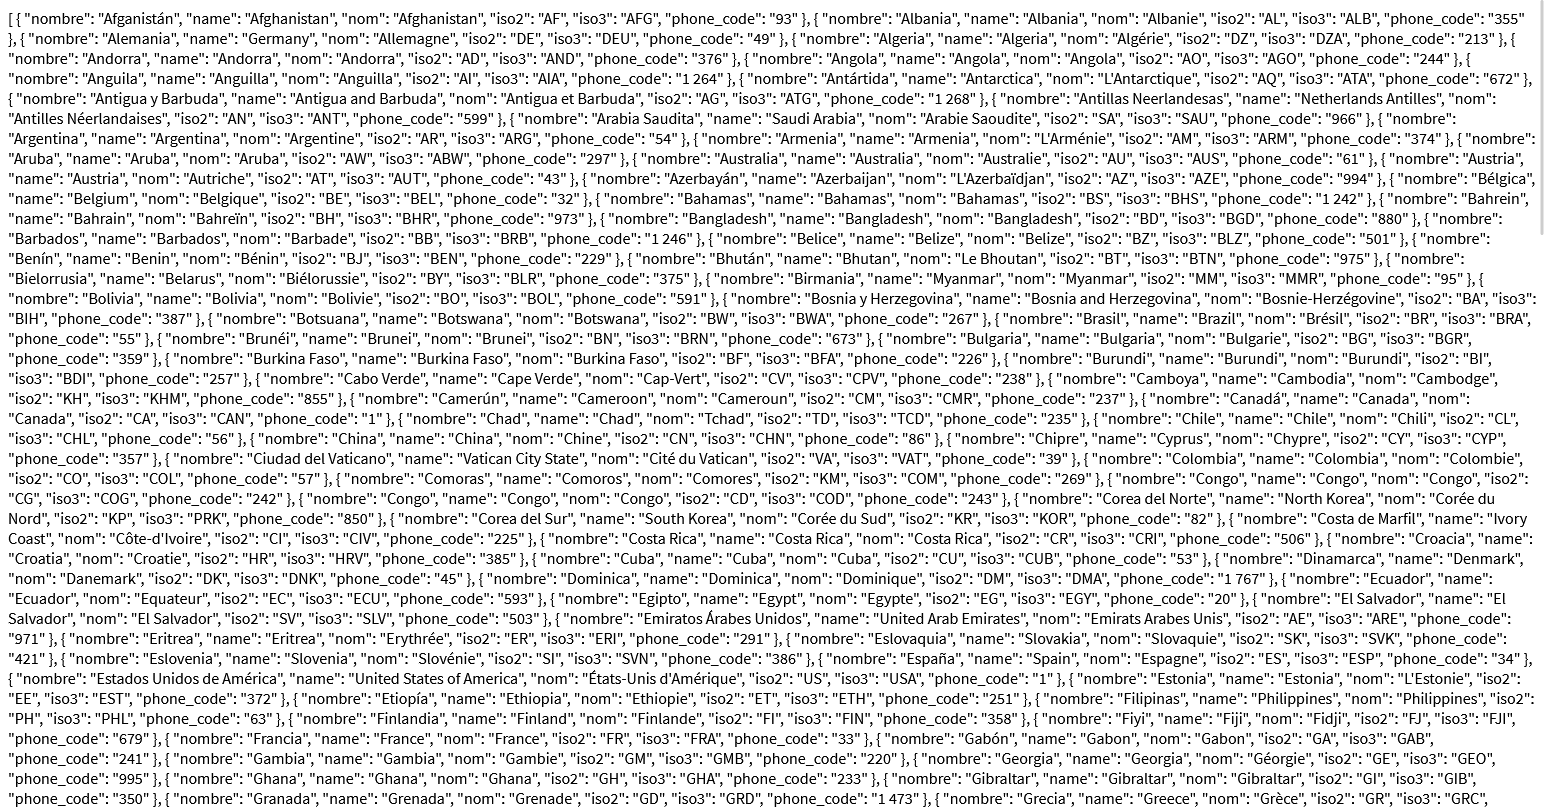 [ { "nombre": "Afganistán", "name": "Afghanistan", "nom": "Afghanistan", "iso2": "AF", "iso3": "AFG", "phone_code": "93" }, { "nombre": "Albania", "name": "Albania", "nom": "Albanie", "iso2": "AL", "iso3": "ALB", "phone_code": "355"
}, { "nombre": "Alemania", "name": "Germany", "nom": "Allemagne", "iso2": "DE", "iso3": "DEU", "phone_code": "49" }, { "nombre": "Algeria", "name": "Algeria", "nom": "Algérie", "iso2": "DZ", "iso3": "DZA", "phone_code": "213" }, {
"nombre": "Andorra", "name": "Andorra", "nom": "Andorra", "iso2": "AD", "iso3": "AND", "phone_code": "376" }, { "nombre": "Angola", "name": "Angola", "nom": "Angola", "iso2": "AO", "iso3": "AGO", "phone_code": "244" }, {
"nombre": "Anguila", "name": "Anguilla", "nom": "Anguilla", "iso2": "AI", "iso3": "AIA", "phone_code": "1 264" }, { "nombre": "Antártida", "name": "Antarctica", "nom": "L'Antarctique", "iso2": "AQ", "iso3": "ATA", "phone_code": "672" },
{ "nombre": "Antigua y Barbuda", "name": "Antigua and Barbuda", "nom": "Antigua et Barbuda", "iso2": "AG", "iso3": "ATG", "phone_code": "1 268" }, { "nombre": "Antillas Neerlandesas", "name": "Netherlands Antilles", "nom":
"Antilles Néerlandaises", "iso2": "AN", "iso3": "ANT", "phone_code": "599" }, { "nombre": "Arabia Saudita", "name": "Saudi Arabia", "nom": "Arabie Saoudite", "iso2": "SA", "iso3": "SAU", "phone_code": "966" }, { "nombre":
"Argentina", "name": "Argentina", "nom": "Argentine", "iso2": "AR", "iso3": "ARG", "phone_code": "54" }, { "nombre": "Armenia", "name": "Armenia", "nom": "L'Arménie", "iso2": "AM", "iso3": "ARM", "phone_code": "374" }, { "nombre":
"Aruba", "name": "Aruba", "nom": "Aruba", "iso2": "AW", "iso3": "ABW", "phone_code": "297" }, { "nombre": "Australia", "name": "Australia", "nom": "Australie", "iso2": "AU", "iso3": "AUS", "phone_code": "61" }, { "nombre": "Austria",
"name": "Austria", "nom": "Autriche", "iso2": "AT", "iso3": "AUT", "phone_code": "43" }, { "nombre": "Azerbayán", "name": "Azerbaijan", "nom": "L'Azerbaïdjan", "iso2": "AZ", "iso3": "AZE", "phone_code": "994" }, { "nombre": "Bélgica",
"name": "Belgium", "nom": "Belgique", "iso2": "BE", "iso3": "BEL", "phone_code": "32" }, { "nombre": "Bahamas", "name": "Bahamas", "nom": "Bahamas", "iso2": "BS", "iso3": "BHS", "phone_code": "1 242" }, { "nombre": "Bahrein",
"name": "Bahrain", "nom": "Bahreïn", "iso2": "BH", "iso3": "BHR", "phone_code": "973" }, { "nombre": "Bangladesh", "name": "Bangladesh", "nom": "Bangladesh", "iso2": "BD", "iso3": "BGD", "phone_code": "880" }, { "nombre":
"Barbados", "name": "Barbados", "nom": "Barbade", "iso2": "BB", "iso3": "BRB", "phone_code": "1 246" }, { "nombre": "Belice", "name": "Belize", "nom": "Belize", "iso2": "BZ", "iso3": "BLZ", "phone_code": "501" }, { "nombre":
"Benín", "name": "Benin", "nom": "Bénin", "iso2": "BJ", "iso3": "BEN", "phone_code": "229" }, { "nombre": "Bhután", "name": "Bhutan", "nom": "Le Bhoutan", "iso2": "BT", "iso3": "BTN", "phone_code": "975" }, { "nombre":
"Bielorrusia", "name": "Belarus", "nom": "Biélorussie", "iso2": "BY", "iso3": "BLR", "phone_code": "375" }, { "nombre": "Birmania", "name": "Myanmar", "nom": "Myanmar", "iso2": "MM", "iso3": "MMR", "phone_code": "95" }, {
"nombre": "Bolivia", "name": "Bolivia", "nom": "Bolivie", "iso2": "BO", "iso3": "BOL", "phone_code": "591" }, { "nombre": "Bosnia y Herzegovina", "name": "Bosnia and Herzegovina", "nom": "Bosnie-Herzégovine", "iso2": "BA", "iso3":
"BIH", "phone_code": "387" }, { "nombre": "Botsuana", "name": "Botswana", "nom": "Botswana", "iso2": "BW", "iso3": "BWA", "phone_code": "267" }, { "nombre": "Brasil", "name": "Brazil", "nom": "Brésil", "iso2": "BR", "iso3": "BRA",
"phone_code": "55" }, { "nombre": "Brunéi", "name": "Brunei", "nom": "Brunei", "iso2": "BN", "iso3": "BRN", "phone_code": "673" }, { "nombre": "Bulgaria", "name": "Bulgaria", "nom": "Bulgarie", "iso2": "BG", "iso3": "BGR",
"phone_code": "359" }, { "nombre": "Burkina Faso", "name": "Burkina Faso", "nom": "Burkina Faso", "iso2": "BF", "iso3": "BFA", "phone_code": "226" }, { "nombre": "Burundi", "name": "Burundi", "nom": "Burundi", "iso2": "BI",
"iso3": "BDI", "phone_code": "257" }, { "nombre": "Cabo Verde", "name": "Cape Verde", "nom": "Cap-Vert", "iso2": "CV", "iso3": "CPV", "phone_code": "238" }, { "nombre": "Camboya", "name": "Cambodia", "nom": "Cambodge",
"iso2": "KH", "iso3": "KHM", "phone_code": "855" }, { "nombre": "Camerún", "name": "Cameroon", "nom": "Cameroun", "iso2": "CM", "iso3": "CMR", "phone_code": "237" }, { "nombre": "Canadá", "name": "Canada", "nom":
"Canada", "iso2": "CA", "iso3": "CAN", "phone_code": "1" }, { "nombre": "Chad", "name": "Chad", "nom": "Tchad", "iso2": "TD", "iso3": "TCD", "phone_code": "235" }, { "nombre": "Chile", "name": "Chile", "nom": "Chili", "iso2": "CL",
"iso3": "CHL", "phone_code": "56" }, { "nombre": "China", "name": "China", "nom": "Chine", "iso2": "CN", "iso3": "CHN", "phone_code": "86" }, { "nombre": "Chipre", "name": "Cyprus", "nom": "Chypre", "iso2": "CY", "iso3": "CYP",
"phone_code": "357" }, { "nombre": "Ciudad del Vaticano", "name": "Vatican City State", "nom": "Cité du Vatican", "iso2": "VA", "iso3": "VAT", "phone_code": "39" }, { "nombre": "Colombia", "name": "Colombia", "nom": "Colombie",
"iso2": "CO", "iso3": "COL", "phone_code": "57" }, { "nombre": "Comoras", "name": "Comoros", "nom": "Comores", "iso2": "KM", "iso3": "COM", "phone_code": "269" }, { "nombre": "Congo", "name": "Congo", "nom": "Congo", "iso2":
"CG", "iso3": "COG", "phone_code": "242" }, { "nombre": "Congo", "name": "Congo", "nom": "Congo", "iso2": "CD", "iso3": "COD", "phone_code": "243" }, { "nombre": "Corea del Norte", "name": "North Korea", "nom": "Corée du
Nord", "iso2": "KP", "iso3": "PRK", "phone_code": "850" }, { "nombre": "Corea del Sur", "name": "South Korea", "nom": "Corée du Sud", "iso2": "KR", "iso3": "KOR", "phone_code": "82" }, { "nombre": "Costa de Marfil", "name": "Ivory
Coast", "nom": "Côte-d'Ivoire", "iso2": "CI", "iso3": "CIV", "phone_code": "225" }, { "nombre": "Costa Rica", "name": "Costa Rica", "nom": "Costa Rica", "iso2": "CR", "iso3": "CRI", "phone_code": "506" }, { "nombre": "Croacia", "name":
"Croatia", "nom": "Croatie", "iso2": "HR", "iso3": "HRV", "phone_code": "385" }, { "nombre": "Cuba", "name": "Cuba", "nom": "Cuba", "iso2": "CU", "iso3": "CUB", "phone_code": "53" }, { "nombre": "Dinamarca", "name": "Denmark",
"nom": "Danemark", "iso2": "DK", "iso3": "DNK", "phone_code": "45" }, { "nombre": "Dominica", "name": "Dominica", "nom": "Dominique", "iso2": "DM", "iso3": "DMA", "phone_code": "1 767" }, { "nombre": "Ecuador", "name":
"Ecuador", "nom": "Equateur", "iso2": "EC", "iso3": "ECU", "phone_code": "593" }, { "nombre": "Egipto", "name": "Egypt", "nom": "Egypte", "iso2": "EG", "iso3": "EGY", "phone_code": "20" }, { "nombre": "El Salvador", "name": "El
Salvador", "nom": "El Salvador", "iso2": "SV", "iso3": "SLV", "phone_code": "503" }, { "nombre": "Emiratos Árabes Unidos", "name": "United Arab Emirates", "nom": "Emirats Arabes Unis", "iso2": "AE", "iso3": "ARE", "phone_code":
"971" }, { "nombre": "Eritrea", "name": "Eritrea", "nom": "Erythrée", "iso2": "ER", "iso3": "ERI", "phone_code": "291" }, { "nombre": "Eslovaquia", "name": "Slovakia", "nom": "Slovaquie", "iso2": "SK", "iso3": "SVK", "phone_code":
"421" }, { "nombre": "Eslovenia", "name": "Slovenia", "nom": "Slovénie", "iso2": "SI", "iso3": "SVN", "phone_code": "386" }, { "nombre": "España", "name": "Spain", "nom": "Espagne", "iso2": "ES", "iso3": "ESP", "phone_code": "34" },
{ "nombre": "Estados Unidos de América", "name": "United States of America", "nom": "États-Unis d'Amérique", "iso2": "US", "iso3": "USA", "phone_code": "1" }, { "nombre": "Estonia", "name": "Estonia", "nom": "L'Estonie", "iso2":
"EE", "iso3": "EST", "phone_code": "372" }, { "nombre": "Etiopía", "name": "Ethiopia", "nom": "Ethiopie", "iso2": "ET", "iso3": "ETH", "phone_code": "251" }, { "nombre": "Filipinas", "name": "Philippines", "nom": "Philippines", "iso2":
"PH", "iso3": "PHL", "phone_code": "63" }, { "nombre": "Finlandia", "name": "Finland", "nom": "Finlande", "iso2": "FI", "iso3": "FIN", "phone_code": "358" }, { "nombre": "Fiyi", "name": "Fiji", "nom": "Fidji", "iso2": "FJ", "iso3": "FJI",
"phone_code": "679" }, { "nombre": "Francia", "name": "France", "nom": "France", "iso2": "FR", "iso3": "FRA", "phone_code": "33" }, { "nombre": "Gabón", "name": "Gabon", "nom": "Gabon", "iso2": "GA", "iso3": "GAB",
"phone_code": "241" }, { "nombre": "Gambia", "name": "Gambia", "nom": "Gambie", "iso2": "GM", "iso3": "GMB", "phone_code": "220" }, { "nombre": "Georgia", "name": "Georgia", "nom": "Géorgie", "iso2": "GE", "iso3": "GEO",
"phone_code": "995" }, { "nombre": "Ghana", "name": "Ghana", "nom": "Ghana", "iso2": "GH", "iso3": "GHA", "phone_code": "233" }, { "nombre": "Gibraltar", "name": "Gibraltar", "nom": "Gibraltar", "iso2": "GI", "iso3": "GIB",
"phone_code": "350" }, { "nombre": "Granada", "name": "Grenada", "nom": "Grenade", "iso2": "GD", "iso3": "GRD", "phone_code": "1 473" }, { "nombre": "Grecia", "name": "Greece", "nom": "Grèce", "iso2": "GR", "iso3": "GRC",